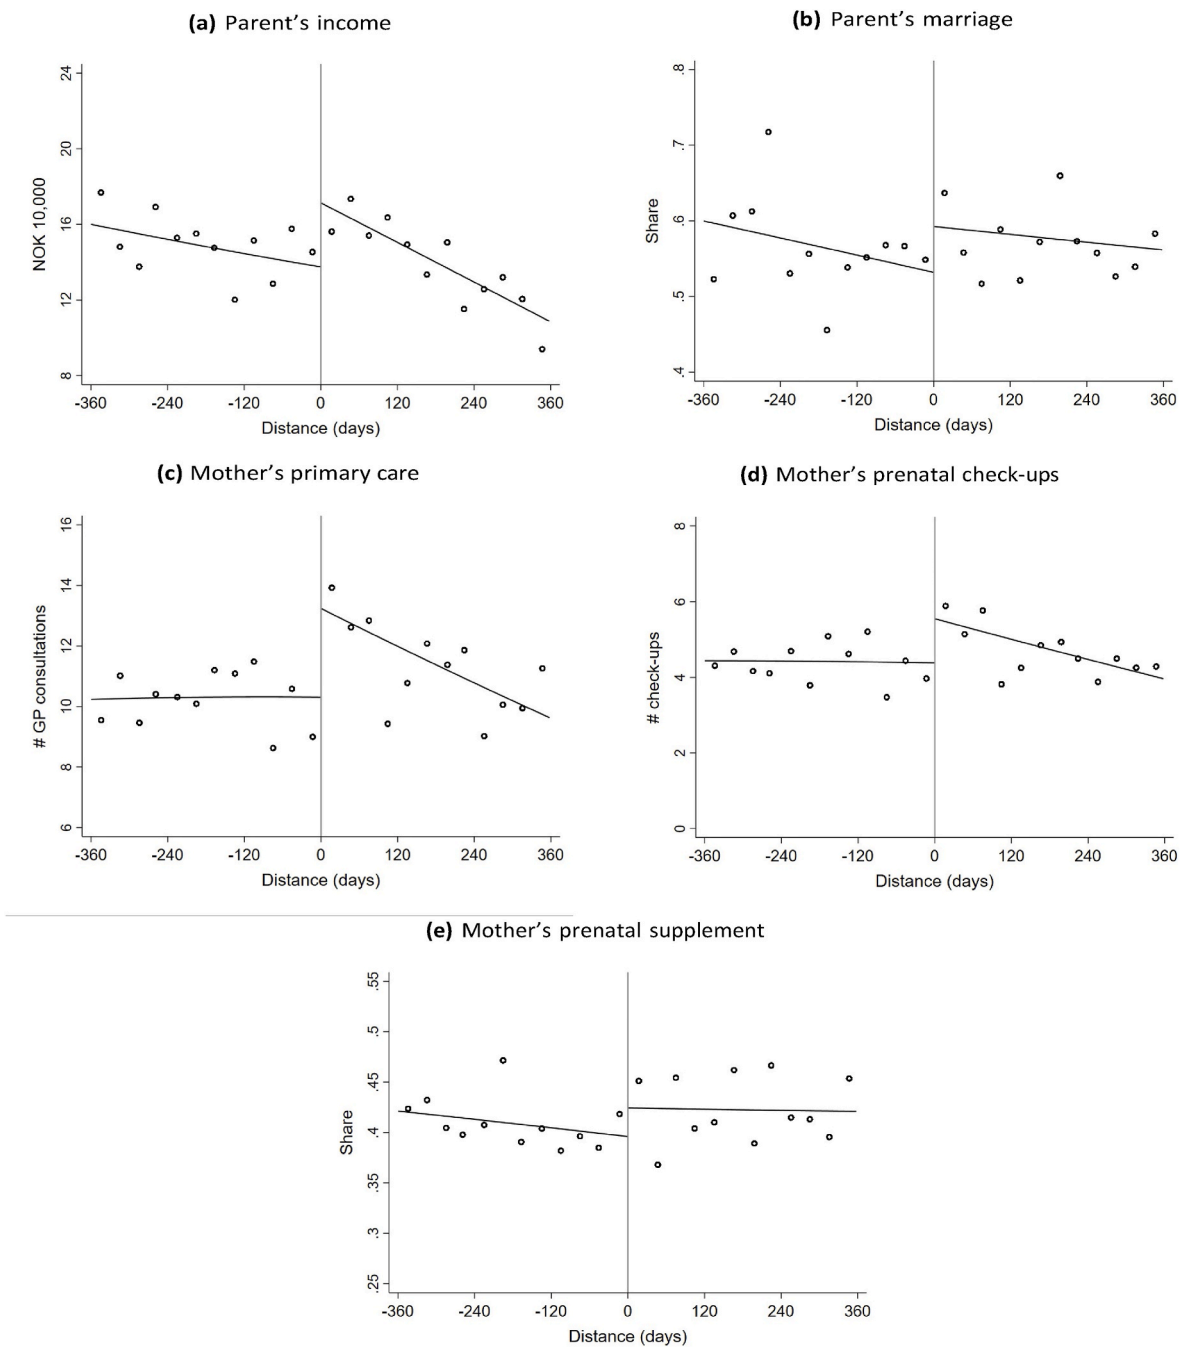 (a) Parent’s income
24
20
16
12
8
NOK 10,000
-360 -240 -120 0 120 240 360
Distance (days)
(b) Parent’s marriage
.8
.7
.6
.5
.4
Share
-360 -240 -120 0 120 240 360
Distance (days)
(c) Mother’s primary care
16
14
12
10
8
6
# GP consultations
-360 -240 -120 0 120 240 360
Distance (days)
(d) Mother’s prenatal check-ups
8
6
4
2
0
# check-ups
-360 -240 -120 0 120 240 360
Distance (days)
(e) Mother’s prenatal supplement
.55
.5
.45
.4
.35
.3
.25
Share
-360 -240 -120 0 120 240 360
Distance (days)